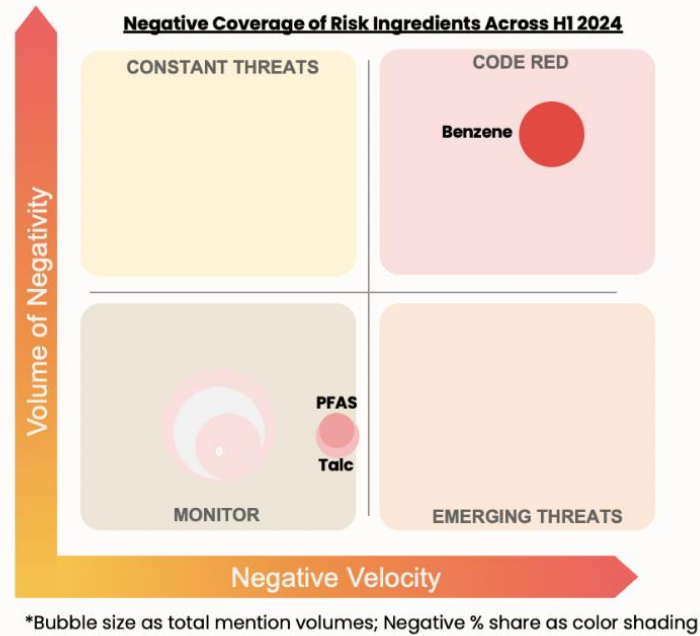 Negative Coverage of Risk Ingredients Across H1 2024
CONSTANT THREATS
CODE RED
Benzene
Volume of Negativity
PFAS
Talc
MONITOR
EMERGING THREATS
Negative Velocity
*Bubble size as total mention volumes; Negative % share as color shading